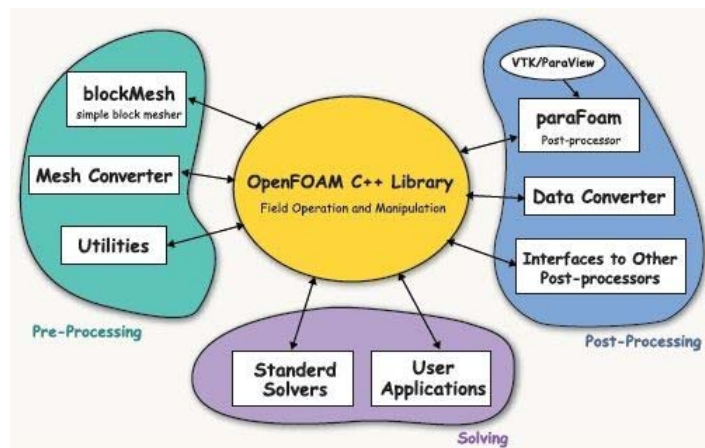 blockMesh
simple block mesher
Mesh Converter
Utilities
Pre-Processing
OpenFOAM C++ Library
Field Operation and Manipulation
VTK/ParaView
paraFoam
Post-processor
Data Converter
Interfaces to Other
Post-processors
Post-Processing
Standerd
Solvers
User
Applications
Solving